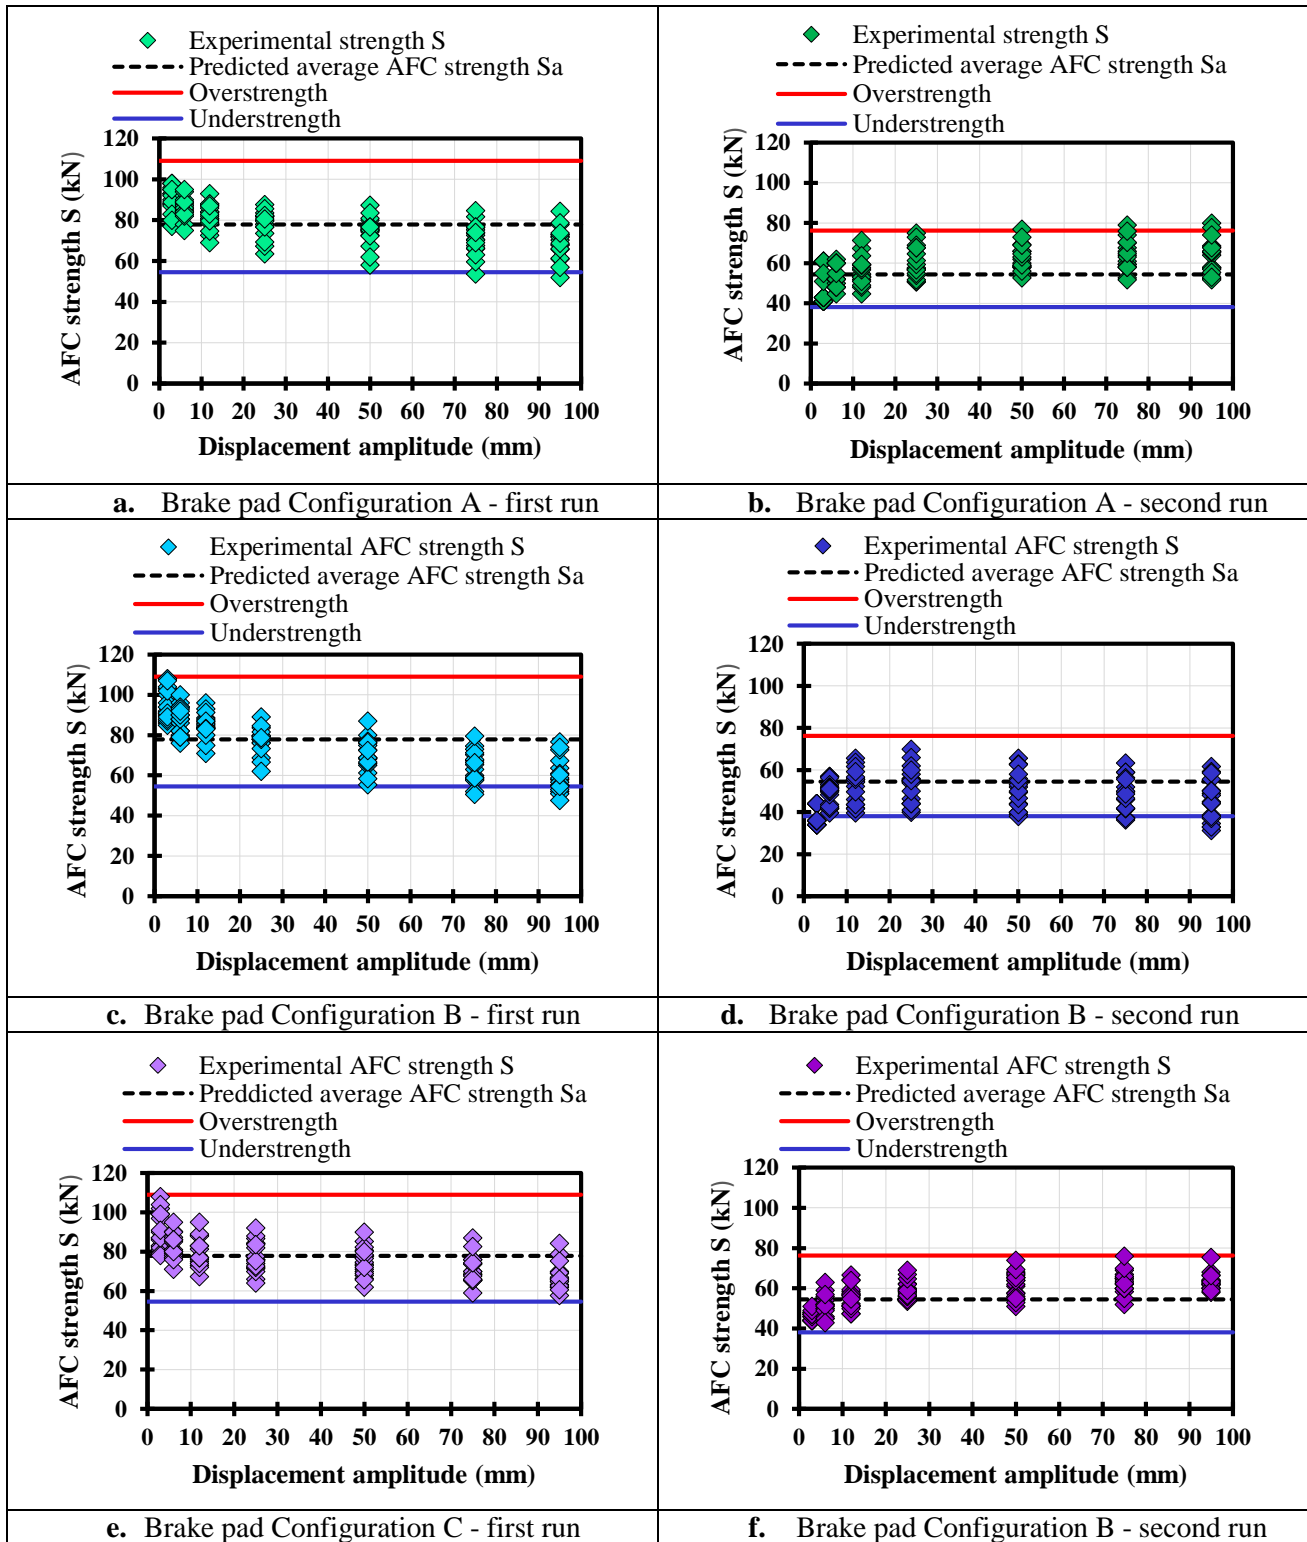 Experimental strength S
Predicted average AFC strength Sa
Overstrength
Understrength
AFC strength S (kN)
120
100
80
60
40
20
0
0 10 20 30 40 50 60 70 80 90 100
Displacement amplitude (mm)
a. Brake pad Configuration A - first run
Experimental strength S
Predicted average AFC strength Sa
Overstrength
Understrength
AFC strength S (kN)
120
100
80
60
40
20
0
0 10 20 30 40 50 60 70 80 90 100
Displacement amplitude (mm)
b. Brake pad Configuration A - second run
Experimental AFC strength S
Predicted average AFC strength Sa
Overstrength
Understrength
AFC strength S (kN)
120
100
80
60
40
20
0
0 10 20 30 40 50 60 70 80 90 100
Displacement amplitude (mm)
c. Brake pad Configuration B - first run
Experimental AFC strength S
Predicted average AFC strength Sa
Overstrength
Understrength
AFC strength S (kN)
120
100
80
60
40
20
0
0 10 20 30 40 50 60 70 80 90 100
Displacement amplitude (mm)
d. Brake pad Configuration B - second run
Experimental AFC strength S
Preddicted average AFC strength Sa
Overstrength
Understrength
AFC strength S (kN)
120
100
80
60
40
20
0
0 10 20 30 40 50 60 70 80 90 100
Displacement amplitude (mm)
e. Brake pad Configuration C - first run
Experimental AFC strength S
Predicted average AFC strength Sa
Overstrength
Understrength
AFC strength S (kN)
120
100
80
60
40
20
0
0 10 20 30 40 50 60 70 80 90 100
Displacement amplitude (mm)
f. Brake pad Configuration B - second run